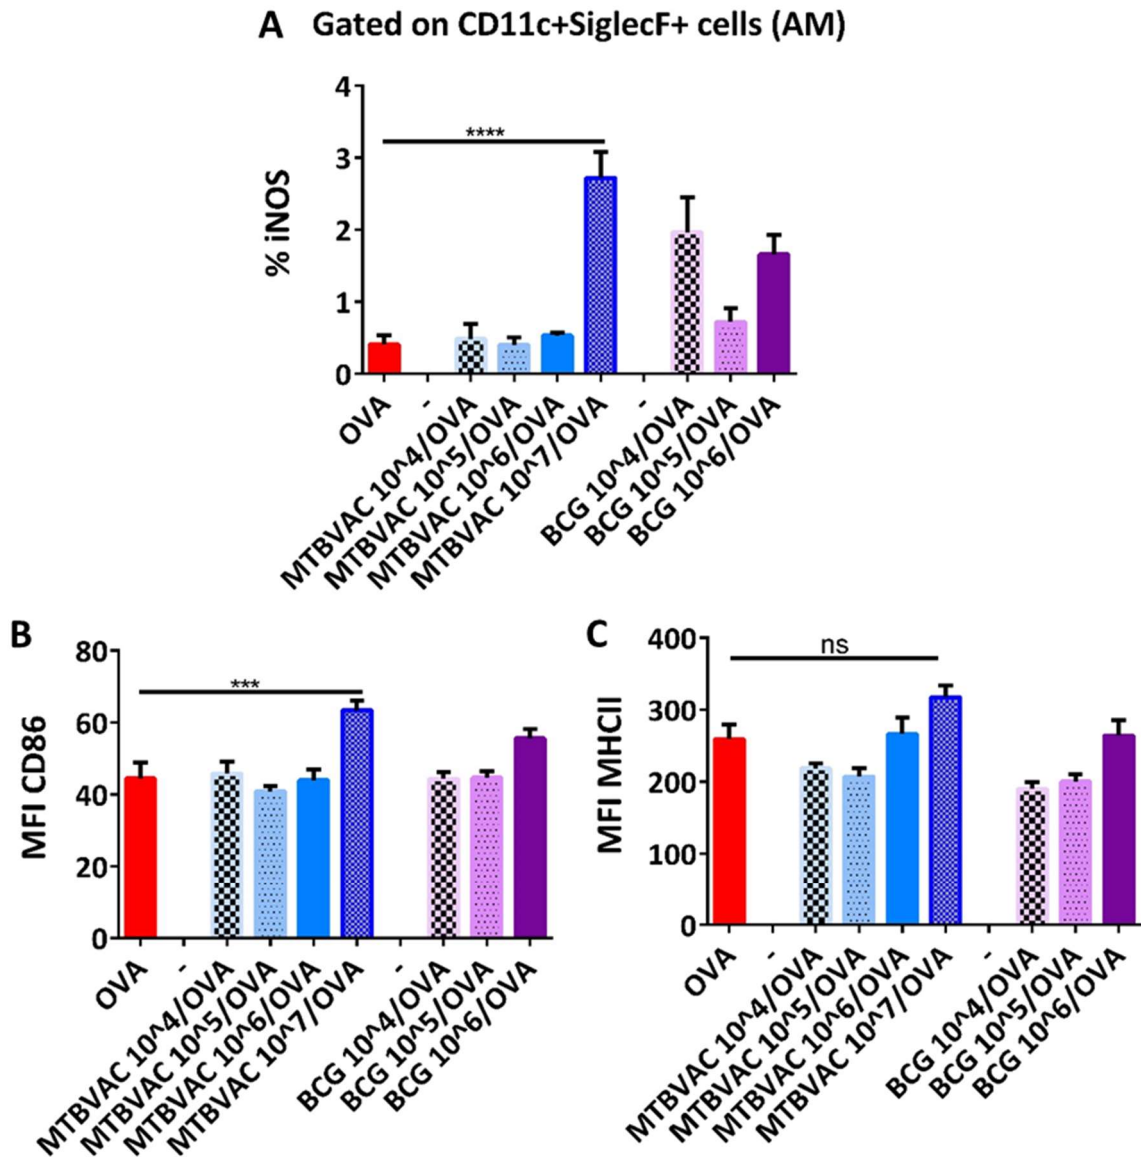 A Gated on CD11c+SiglecF+ cells (AM)
4
3
2
1
0
% iNOS
****
OVA
-
MTBVAC 10^4/OVA
MTBVAC 10^5/OVA
MTBVAC 10^6/OVA
MTBVAC 10^7/OVA
-
BCG 10^4/OVA
BCG 10^5/OVA
BCG 10^6/OVA
B
80
60
40
20
0
MFI CD86
***
OVA
-
MTBVAC 10^4/OVA
MTBVAC 10^5/OVA
MTBVAC 10^6/OVA
MTBVAC 10^7/OVA
-
BCG 10^4/OVA
BCG 10^5/OVA
BCG 10^6/OVA
C
400
300
200
100
0
MFI MHCII
ns
OVA
-
MTBVAC 10^4/OVA
MTBVAC 10^5/OVA
MTBVAC 10^6/OVA
MTBVAC 10^7/OVA
-
BCG 10^4/OVA
BCG 10^5/OVA
BCG 10^6/OVA